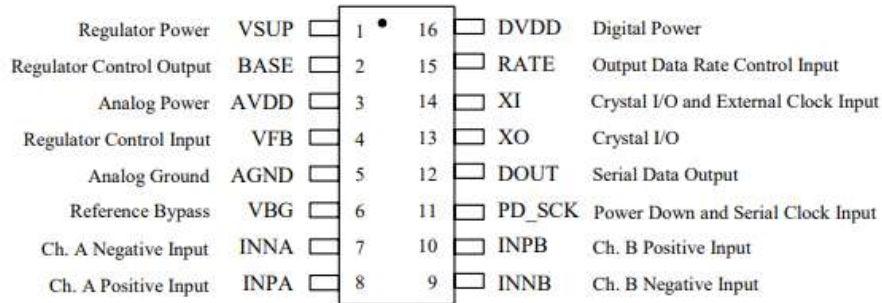 Regulator Power VSUP 1 16 DVDD Digital Power
Regulator Control Output BASE 2 15 RATE Output Data Rate Control Input
Analog Power AVDD 3 14 XI Crystal I/O and External Clock Input
Regulator Control Input VFB 4 13 XO Crystal I/O
Analog Ground AGND 5 12 DOUT Serial Data Output
Reference Bypass VBG 6 11 PD_SCK Power Down and Serial Clock Input
Ch. A Negative Input INNA 7 10 INPB Ch. B Positive Input
Ch. A Positive Input INPA 8 9 INNB Ch. B Negative Input